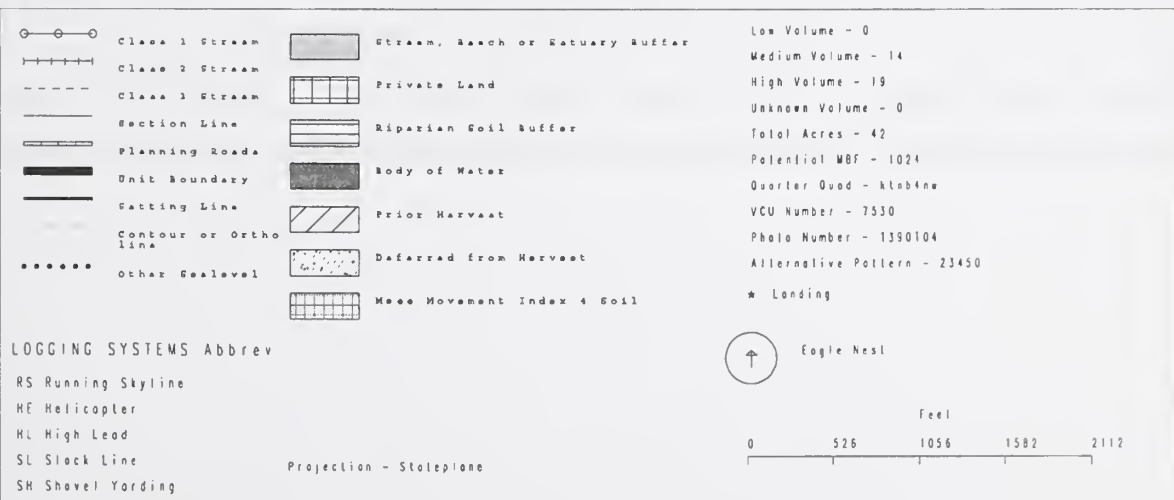 Class 1 Stream
Class 2 Stream
Class 3 Stream
Section Line
Planning Roads
Unit Boundary
Setting Line
Contour or Ortho
line
Other Sealevel
Stream, Beach or Estuary Buffer
Private Land
Riparian Soil Buffer
Body of Water
Prior Harvest
Deferred from Harvest
Mass Movement Index 4 Soil
Low Volume - 0
Medium Volume - 14
High Volume - 19
Unknown Volume - 0
Total Acres - 42
Potential MBF - 1024
Quarter Quad - ktnb4nw
VCU Number - 7530
Photo Number - 1390104
Alternative Pattern - 23450
* Landing
Eagle Nest
LOGGING SYSTEMS Abbrev
RS Running Skyline
HE Helicopter
HL High Lead
SL Slack Line
SH Shovel Yarding
Projection - Stateplane
Feet
0 526 1056 1582 2112